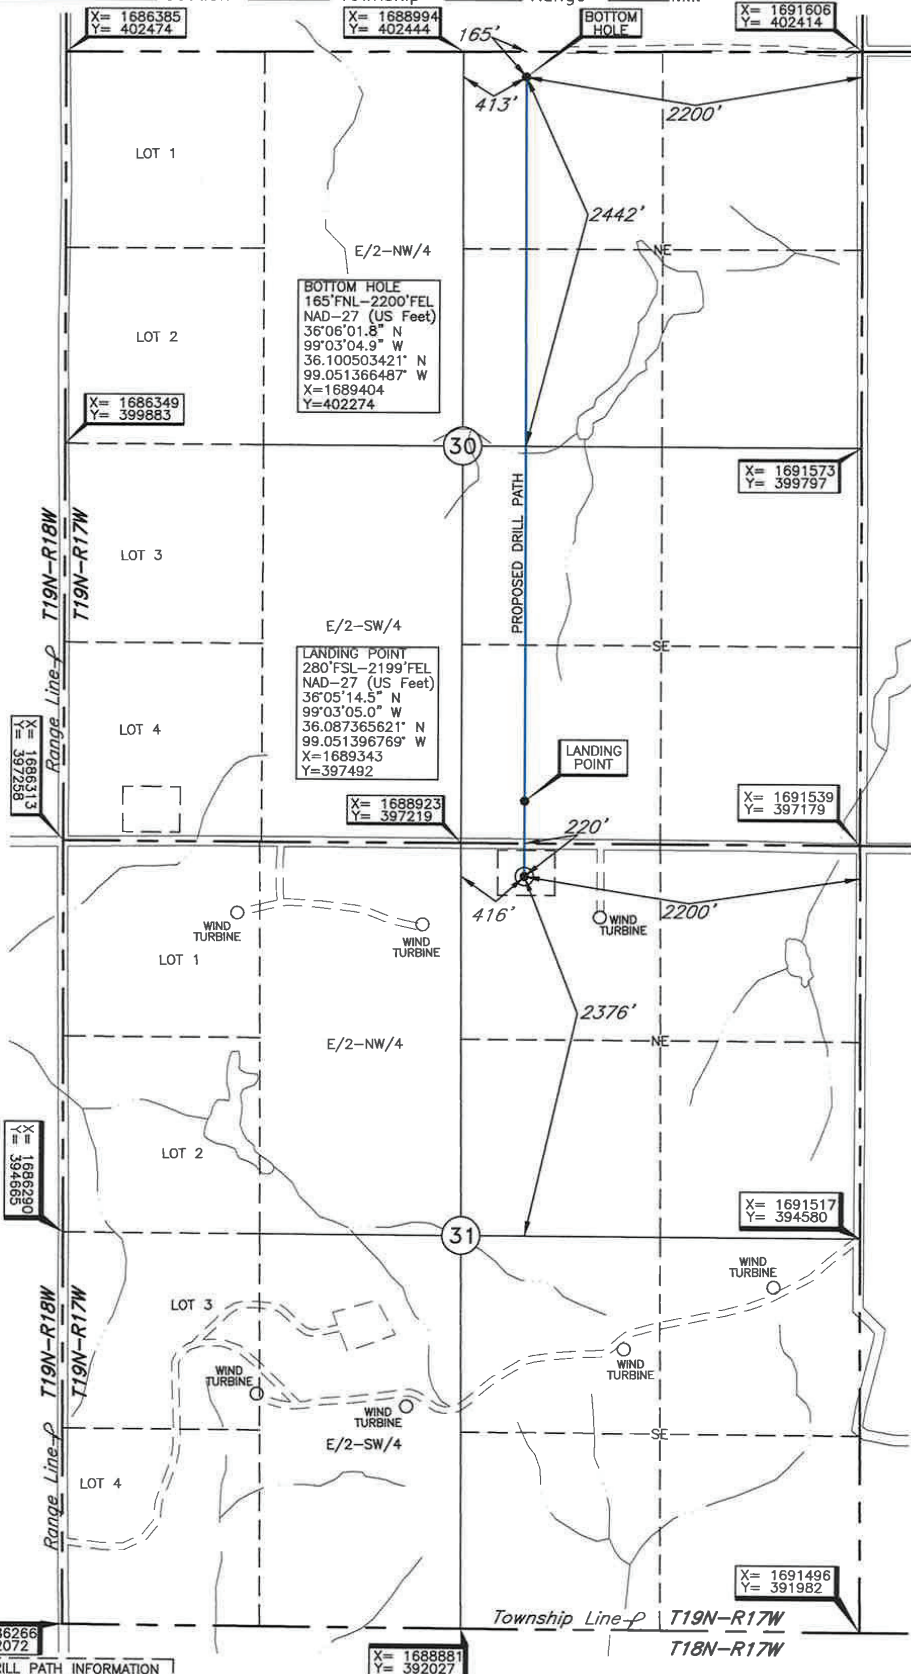 X= 1686385
Y= 402474
X= 1688994
Y= 402444
165'
BOTTOM
HOLE
X= 1691606
Y= 402414
413'
2200'
LOT 1
2442'
E/2-NW/4
NE
BOTTOM HOLE
165'FNL-2200'FEL
NAD-27 (US Feet)
36°06'01.8" N
99°03'04.9" W
36.100503421° N
99.051366487° W
X=1689404
Y=402274
LOT 2
X= 1686349
Y= 399883
30
X= 1691573
Y= 399797
PROPOSED DRILL PATH
T19N-R18W
T19N-R17W
LOT 3
E/2-SW/4
SE
LANDING POINT
280'FSL-2199'FEL
NAD-27 (US Feet)
36°05'14.5" N
99°03'05.0" W
36.087365621° N
99.051396769° W
X=1689343
Y=397492
Range Line
LOT 4
X= 1686313
Y= 397258
LANDING
POINT
X= 1688923
Y= 397219
X= 1691539
Y= 397179
220'
416'
2200'
WIND
TURBINE
WIND
TURBINE
WIND
TURBINE
LOT 1
2376'
E/2-NW/4
NE
X= 1686290
Y= 394665
LOT 2
X= 1691517
Y= 394580
31
WIND
TURBINE
T19N-R18W
T19N-R17W
LOT 3
WIND
TURBINE
WIND
TURBINE
WIND
TURBINE
E/2-SW/4
SE
Range Line
LOT 4
X= 1691496
Y= 391982
Township Line
T19N-R17W
T18N-R17W
X= 1688881
Y= 392027
PATH INFORMATION